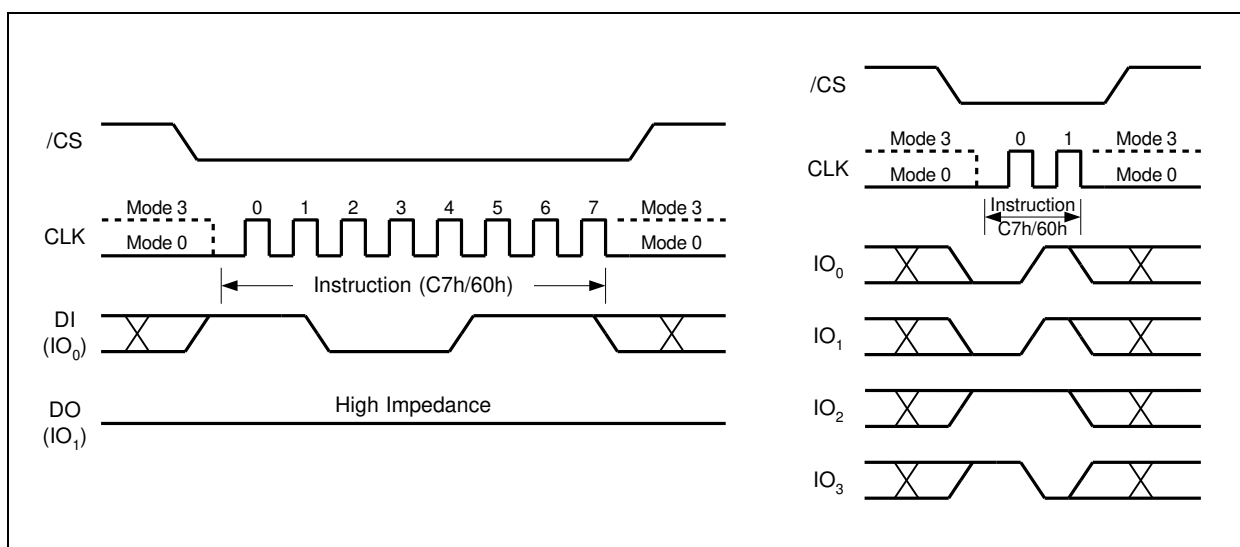 /CS
Mode 3
0 1 2 3 4 5 6 7
Mode 3
CLK
Mode 0
Mode 0
Instruction (C7h/60h)
DI
(IO0)
DO
(IO1)
High Impedance
/CS
Mode 3
0 1
Mode 3
CLK
Mode 0
Mode 0
Instruction
C7h/60h
IO0
IO1
IO2
IO3